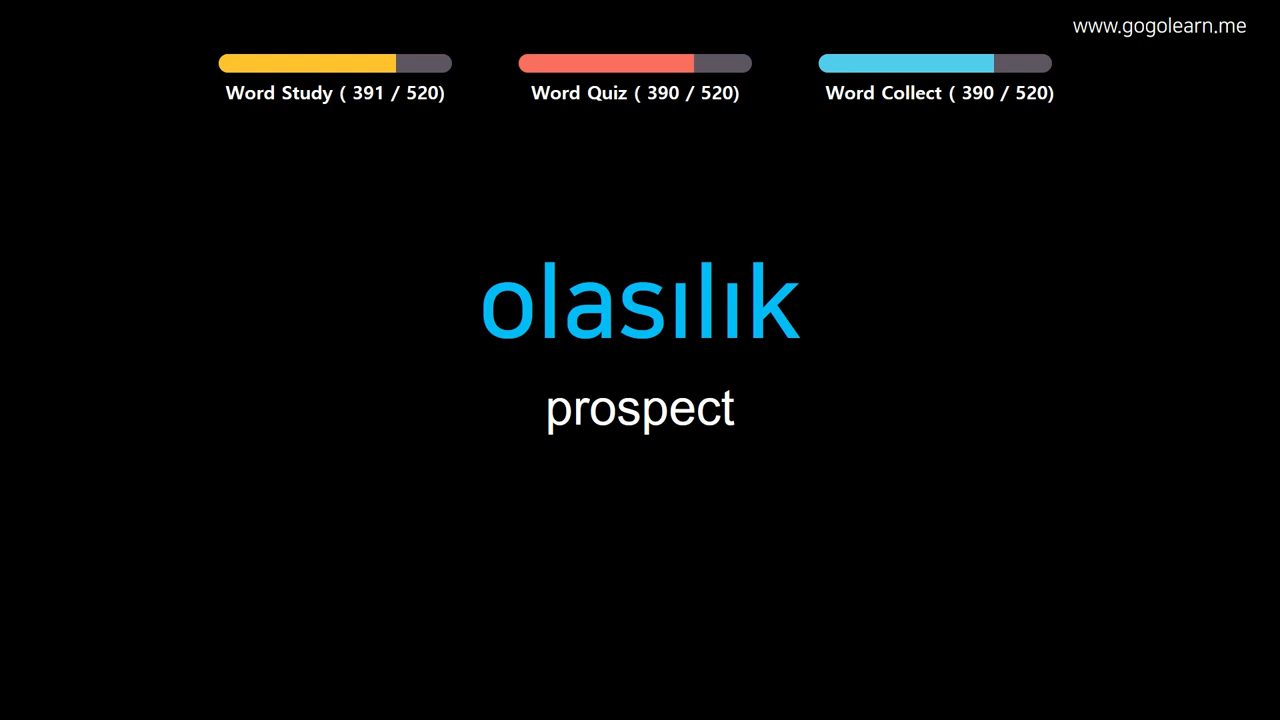 www.gogolearn.me
Word Study ( 391 / 520)
Word Quiz ( 390 / 520)
Word Collect ( 390 / 520)
olasılık
prospect